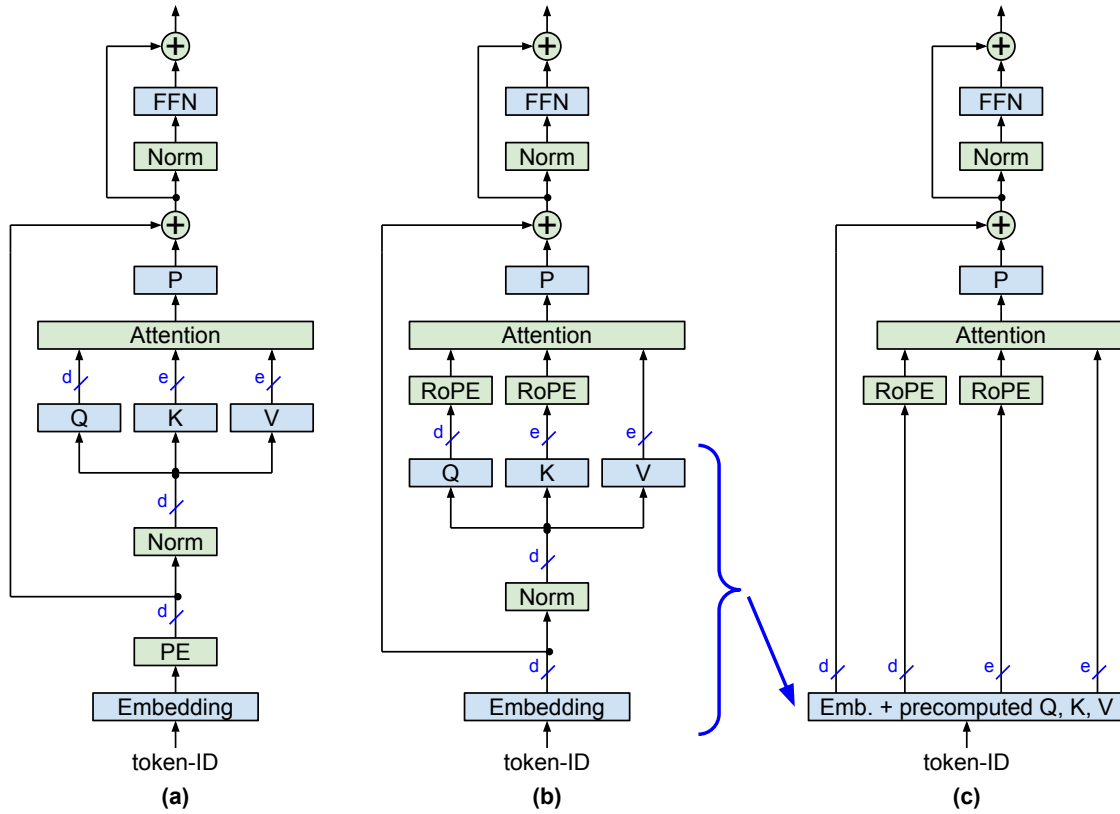 FFN
Norm
P
Attention
d
e
e
Q
K
V
d
Norm
d
PE
Embedding
token-ID
(a)
FFN
Norm
P
Attention
RoPE
RoPE
d
e
e
Q
K
V
d
Norm
d
Embedding
token-ID
(b)
FFN
Norm
P
Attention
RoPE
RoPE
d
d
e
e
Emb. + precomputed Q, K, V
token-ID
(c)